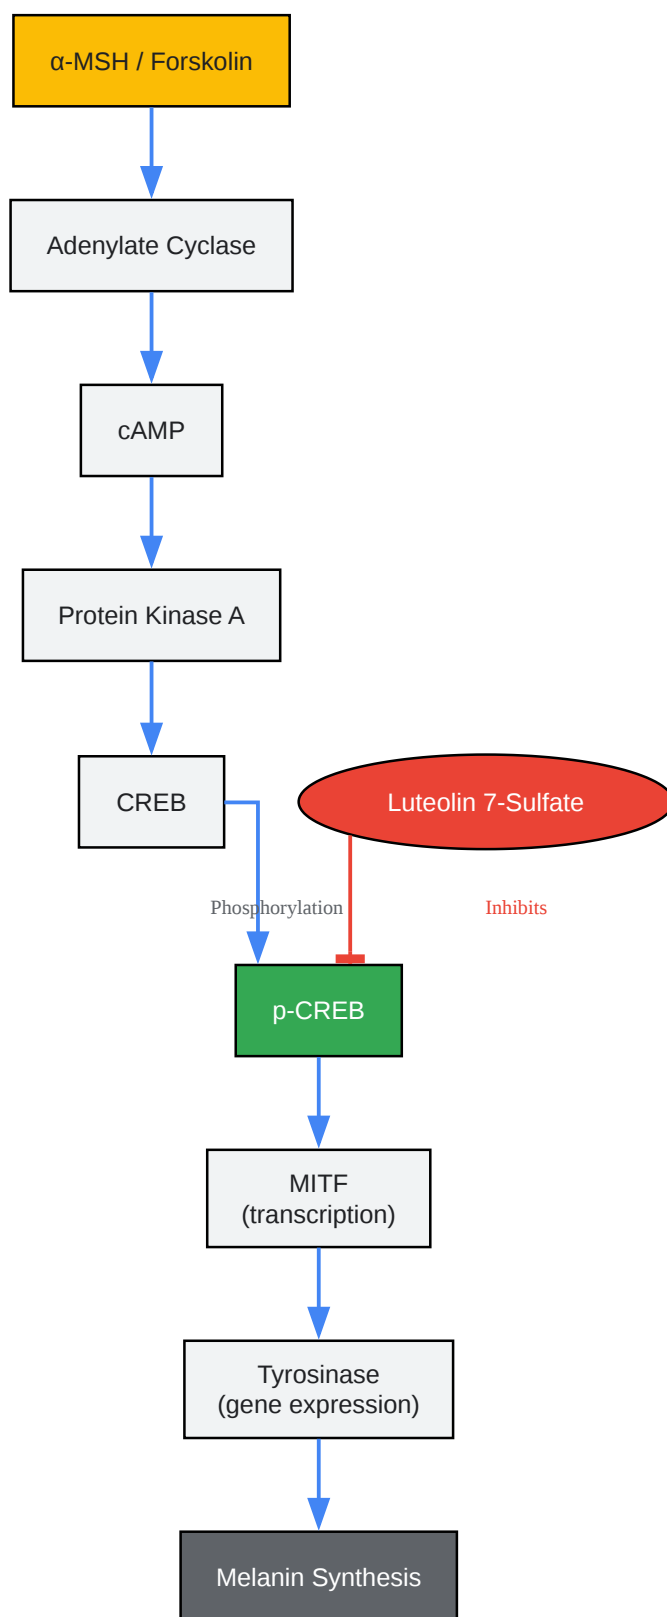 α-MSH / Forskolin
Adenylate Cyclase
cAMP
Protein Kinase A
CREB
Luteolin 7-Sulfate
Phosphorylation
Inhibits
p-CREB
MITF
(transcription)
Tyrosinase
(gene expression)
Melanin Synthesis